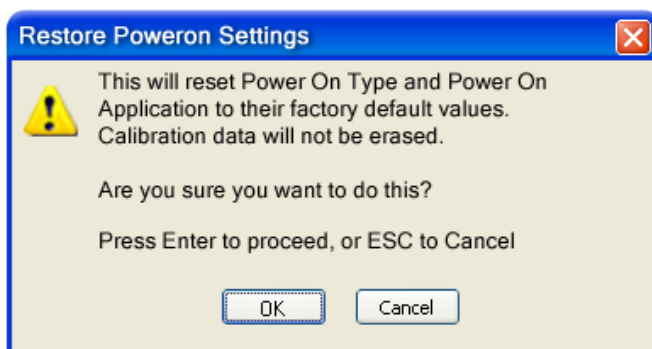 Restore Poweron Settings
This will reset Power On Type and Power On
Application to their factory default values.
Calibration data will not be erased.
Are you sure you want to do this?
Press Enter to proceed, or ESC to Cancel
OK
Cancel